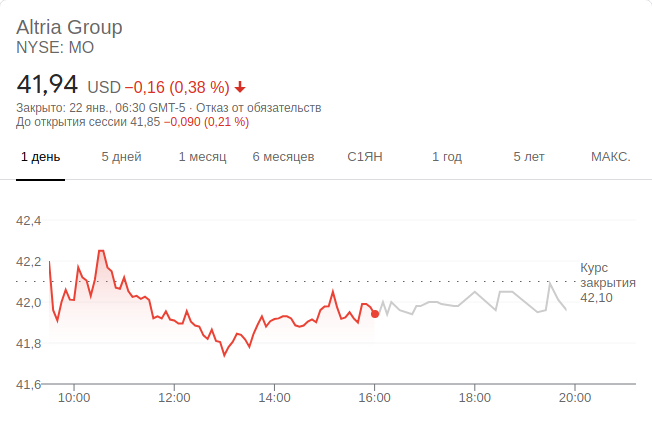 Altria Group
NYSE: MO
41,94 USD −0,16 (0,38 %)
Закрыто: 22 янв., 06:30 GMT-5 · Отказ от обязательств
До открытия сессии 41,85 −0,090 (0,21 %)
1 день 5 дней 1 месяц 6 месяцев С1ЯН 1 год 5 лет МАКС.
42,4
42,2
Курс
закрытия
42,10
42,0
41,8
41,6
10:00 12:00 14:00 16:00 18:00 20:00